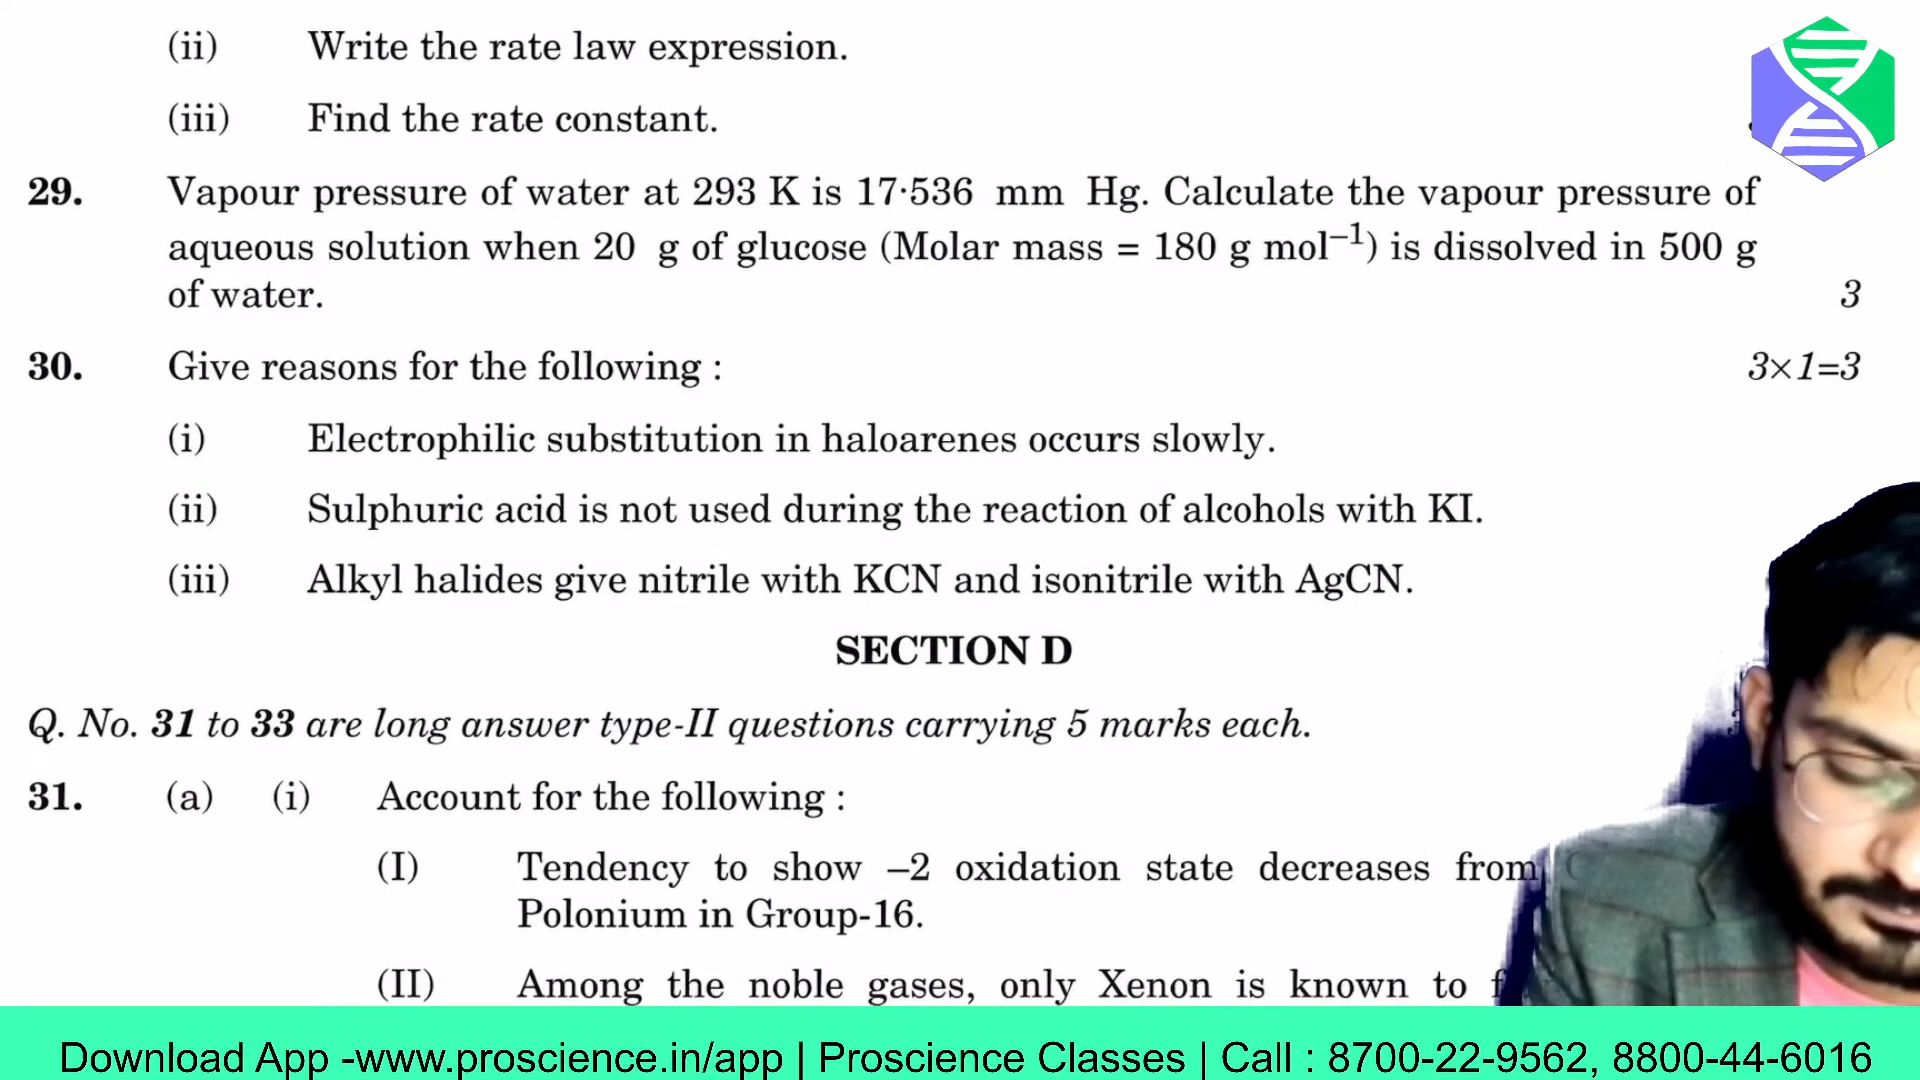 (ii) Write the rate law expression.
(iii) Find the rate constant.
29. Vapour pressure of water at 293 K is 17·536 mm Hg. Calculate the vapour pressure of
aqueous solution when 20 g of glucose (Molar mass = 180 g mol⁻¹) is dissolved in 500 g
of water. 3
30. Give reasons for the following : 3×1=3
(i) Electrophilic substitution in haloarenes occurs slowly.
(ii) Sulphuric acid is not used during the reaction of alcohols with KI.
(iii) Alkyl halides give nitrile with KCN and isonitrile with AgCN.
SECTION D
Q. No. 31 to 33 are long answer type-II questions carrying 5 marks each.
31. (a) (i) Account for the following :
(I) Tendency to show –2 oxidation state decreases from
Polonium in Group-16.
(II) Among the noble gases, only Xenon is known to
Download App -www.proscience.in/app | Proscience Classes | Call : 8700-22-9562, 8800-44-6016